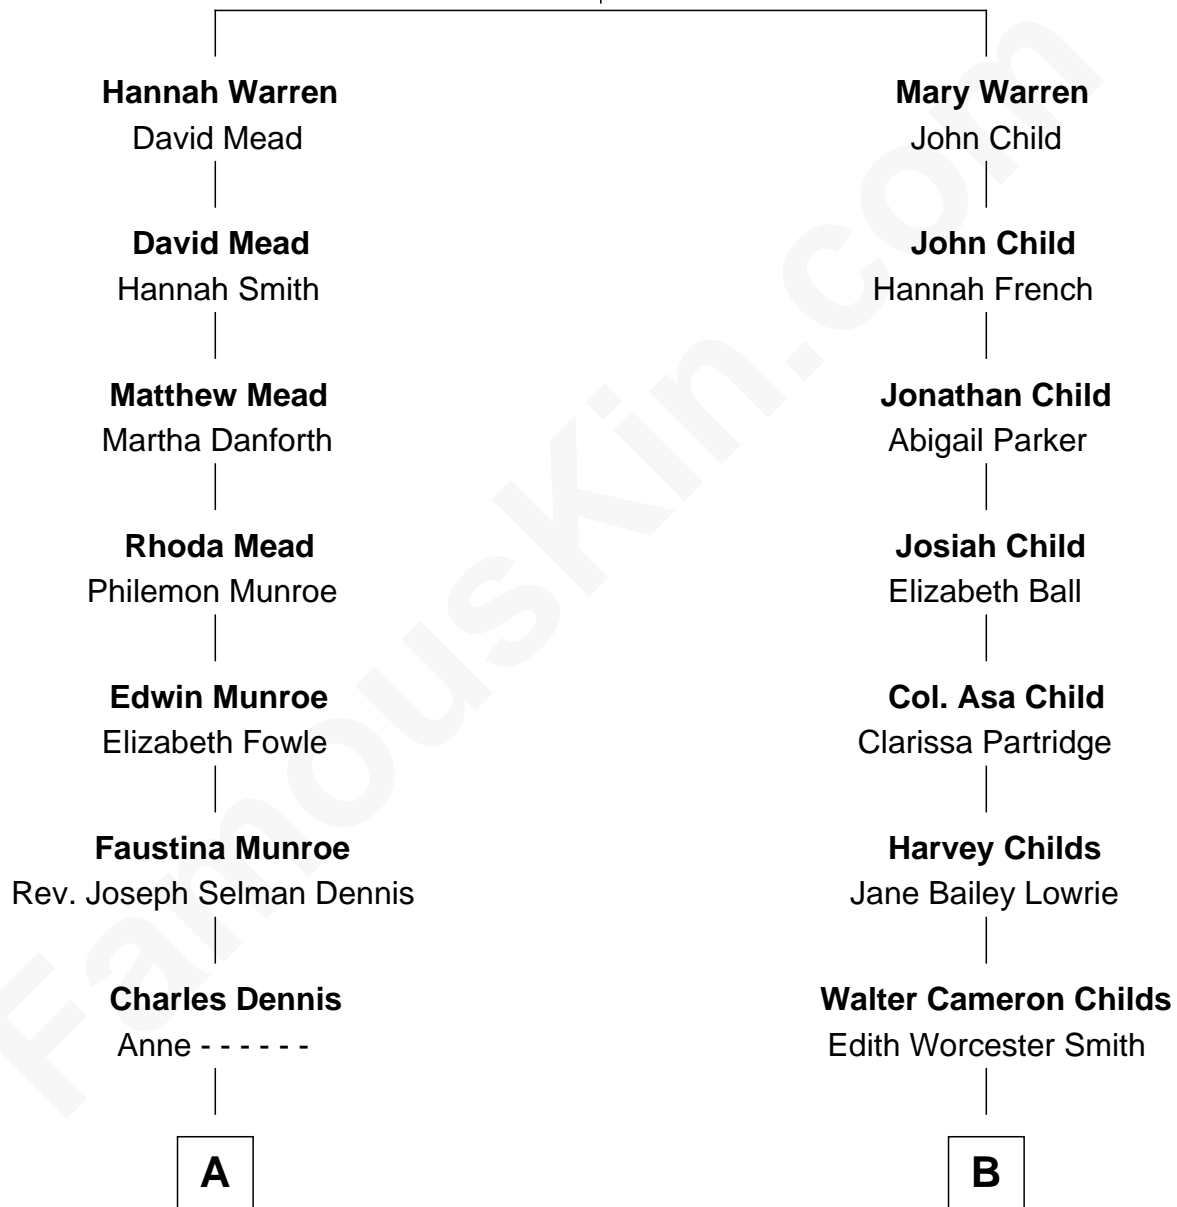 Hannah Warren
David Mead
David Mead
Hannah Smith
Matthew Mead
Martha Danforth
Rhoda Mead
Philemon Munroe
Edwin Munroe
Elizabeth Fowle
Faustina Munroe
Rev. Joseph Selman Dennis
Charles Dennis
Anne - - - - - -
A
Mary Warren
John Child
John Child
Hannah French
Jonathan Child
Abigail Parker
Josiah Child
Elizabeth Ball
Col. Asa Child
Clarissa Partridge
Harvey Childs
Jane Bailey Lowrie
Walter Cameron Childs
Edith Worcester Smith
B
FamousKin.com